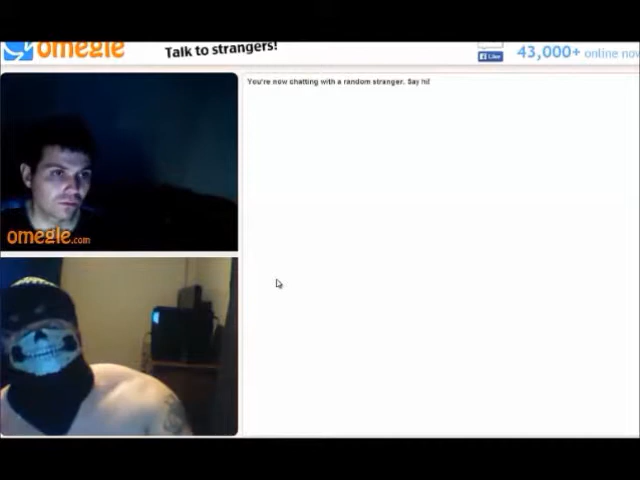 omegle
Talk to strangers!
Like
43,000+ online now
You're now chatting with a random stranger. Say hi!
omegle.com